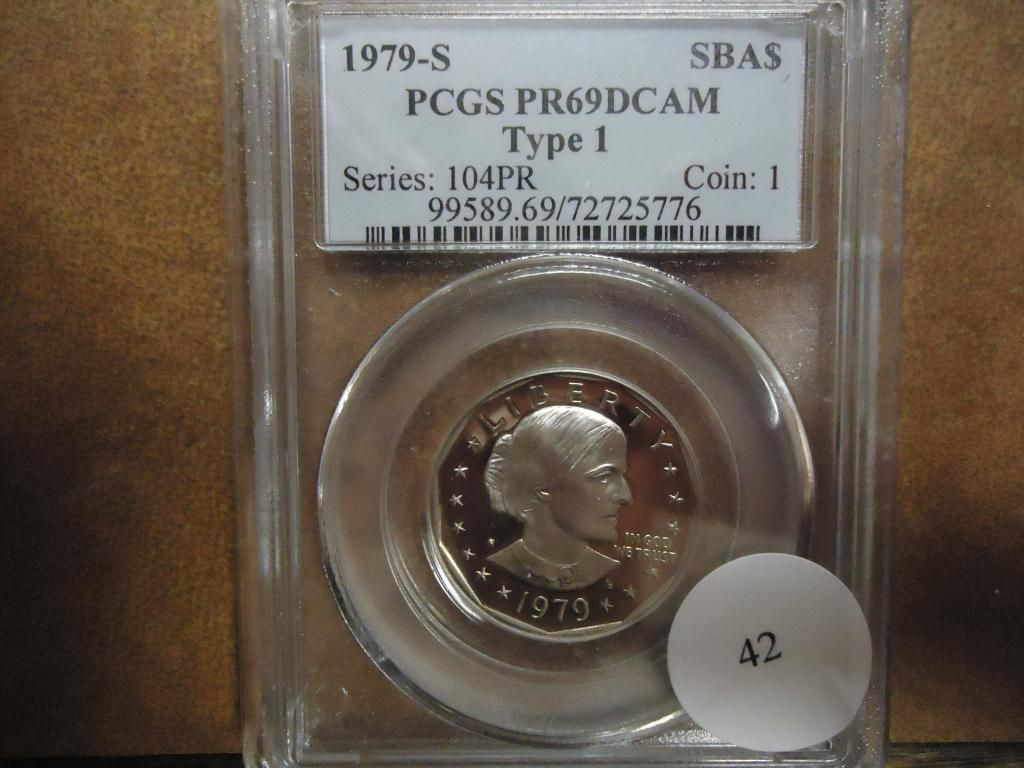 1979-S SBA$
PCGS PR69DCAM
Type 1
Series: 104PR Coin: 1
99589.69/72725776
LIBERTY
IN GOD
WE TRUST
S
1979
42